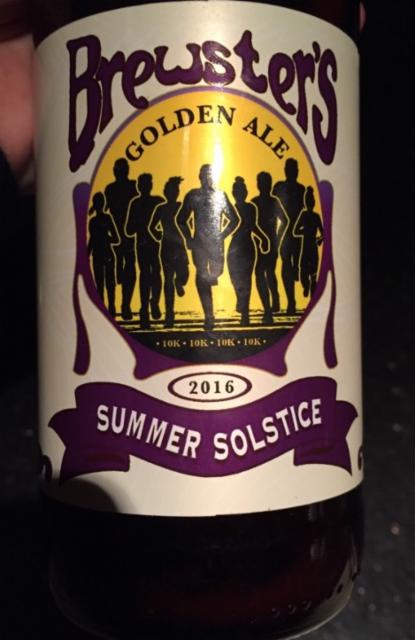 Brewster's
GOLDEN ALE
• 10K • 10K • 10K • 10K •
2016
SUMMER SOLSTICE